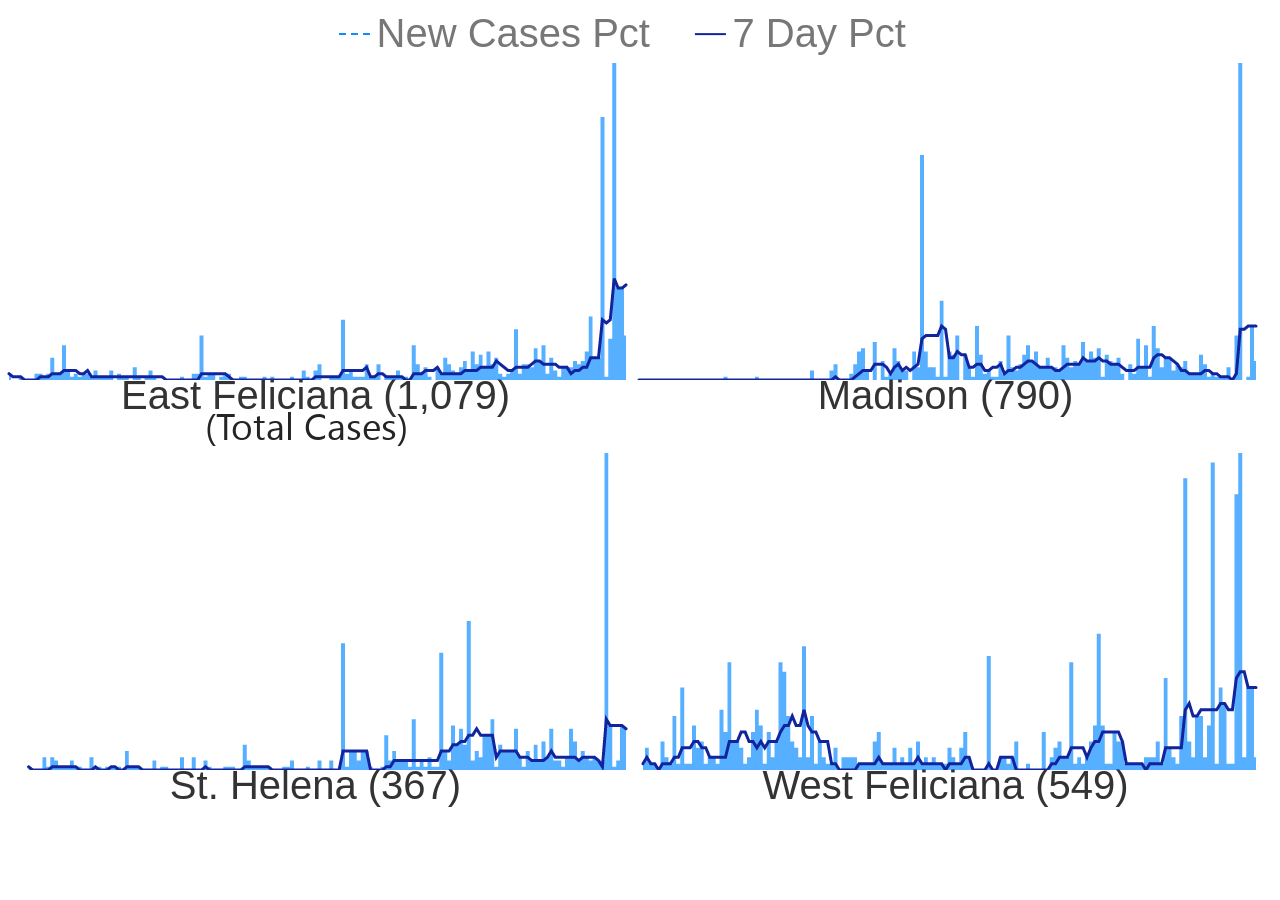 New Cases Pct 7 Day Pct
East Feliciana (1,079) Madison (790)
(Total Cases)
St. Helena (367) West Feliciana (549)